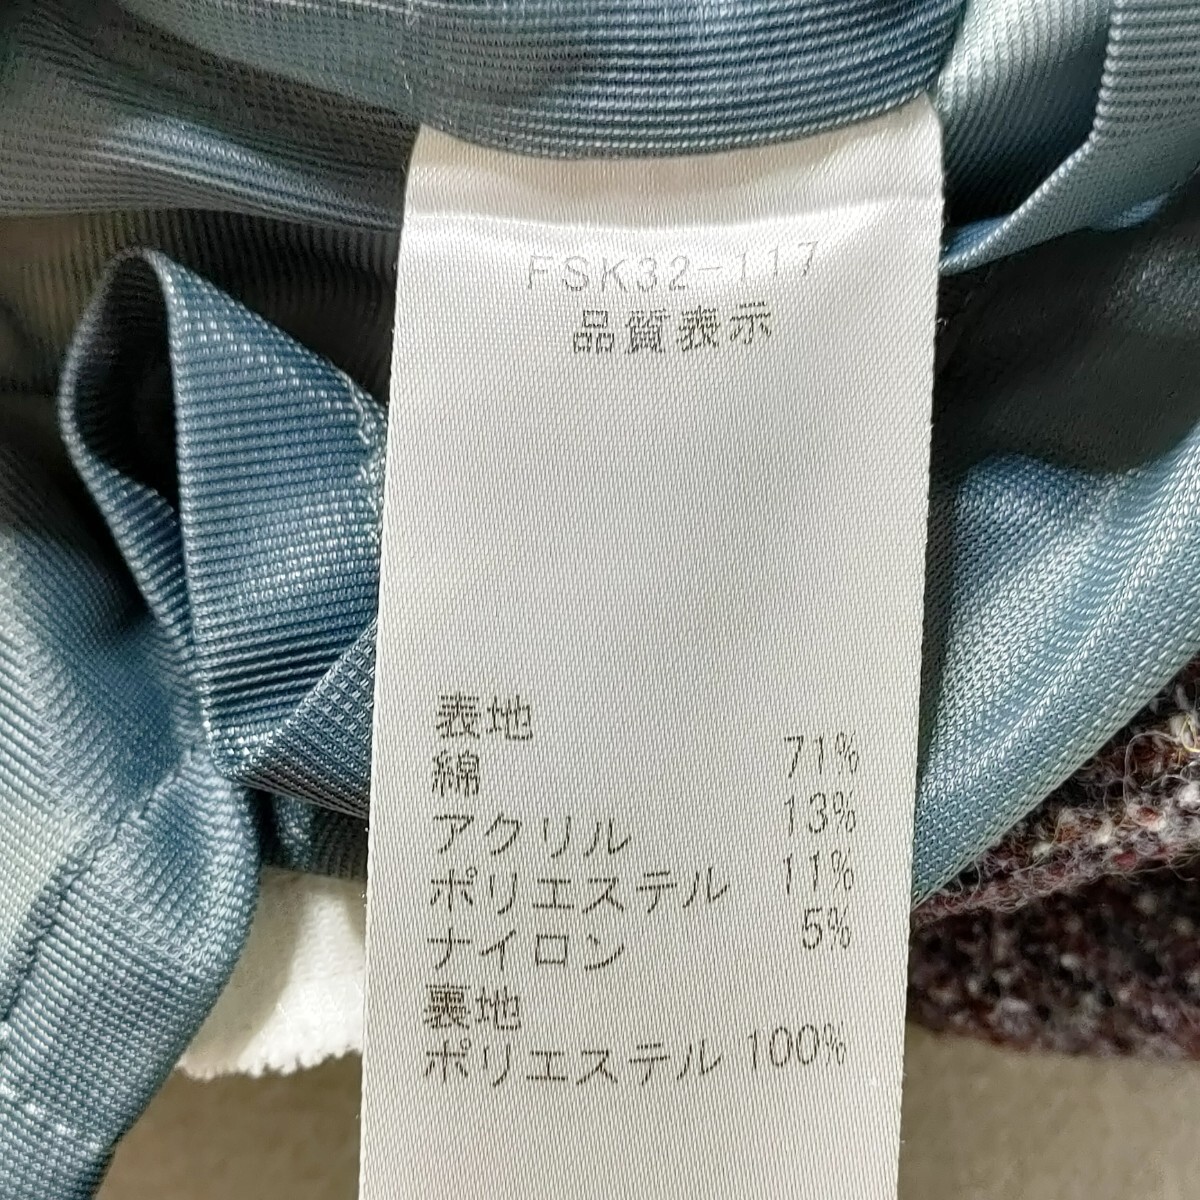 FSK32-117
品質表示
表地
綿 71%
アクリル 13%
ポリエステル 11%
ナイロン 5%
裏地
ポリエステル 100%